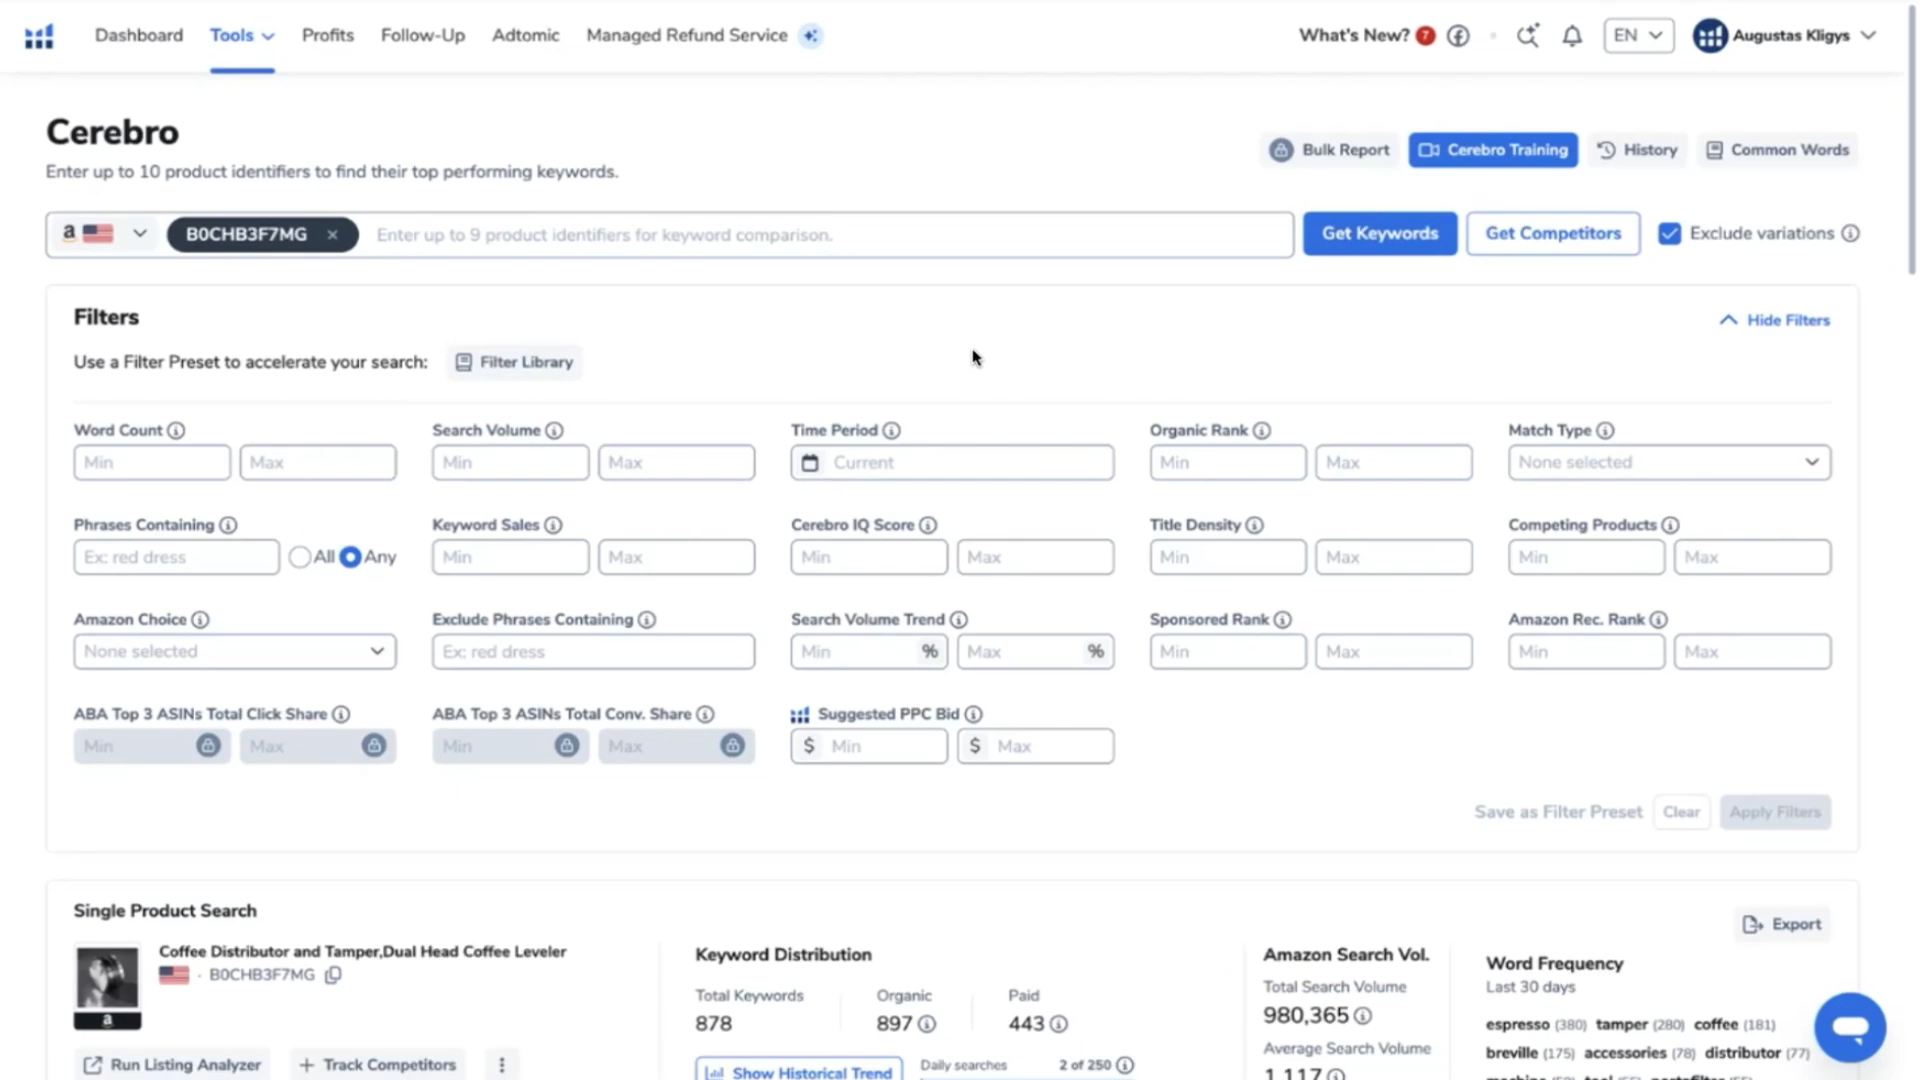 Dashboard Tools Profits Follow-Up Adtomic Managed Refund Service What's New? 7 EN Augustas Kligys
Cerebro
Enter up to 10 product identifiers to find their top performing keywords.
Bulk Report Cerebro Training History Common Words
a B0CHB3F7MG × Enter up to 9 product identifiers for keyword comparison. Get Keywords Get Competitors Exclude variations
Filters
Hide Filters
Use a Filter Preset to accelerate your search: Filter Library
Word Count Search Volume Time Period Organic Rank Match Type
Min Max Min Max Current Min Max None selected
Phrases Containing Keyword Sales Cerebro IQ Score Title Density Competing Products
Ex: red dress All Any Min Max Min Max Min Max Min Max
Amazon Choice Exclude Phrases Containing Search Volume Trend Sponsored Rank Amazon Rec. Rank
None selected Ex: red dress Min % Max % Min Max Min Max
ABA Top 3 ASINs Total Click Share ABA Top 3 ASINs Total Conv. Share Suggested PPC Bid
Min Max Min Max $ Min $ Max
Save as Filter Preset Clear Apply Filters
Single Product Search
Export
Coffee Distributor and Tamper,Dual Head Coffee Leveler
· B0CHB3F7MG
a
Run Listing Analyzer + Track Competitors
Keyword Distribution
Total Keywords Organic Paid
878 897 443
Show Historical Trend Daily searches 2 of 250
Amazon Search Vol.
Total Search Volume
980,365
Average Search Volume
1,117
Word Frequency
Last 30 days
espresso (380) tamper (280) coffee (181)
breville (175) accessories (78) distributor (77)